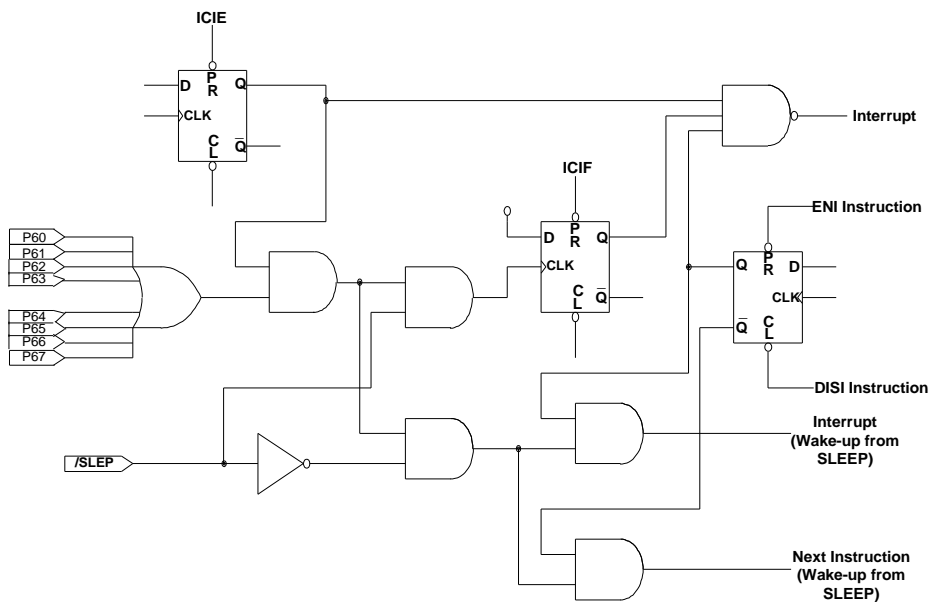 ICIE
D
P
R
Q
CLK
C
L
Q̅
Interrupt
ICIF
D
P
R
Q
CLK
C
L
Q̅
ENI Instruction
Q
P
R
D
CLK
Q̅
C
L
DISI Instruction
P60
P61
P62
P63
P64
P65
P66
P67
/SLEP
Interrupt
(Wake-up from
SLEEP)
Next Instruction
(Wake-up from
SLEEP)